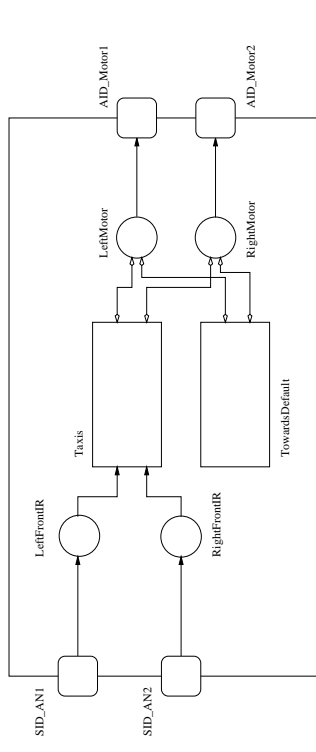 SID_AN1
SID_AN2
LeftFrontIR
RightFrontIR
Taxis
TowardsDefault
LeftMotor
RightMotor
AID_Motor1
AID_Motor2